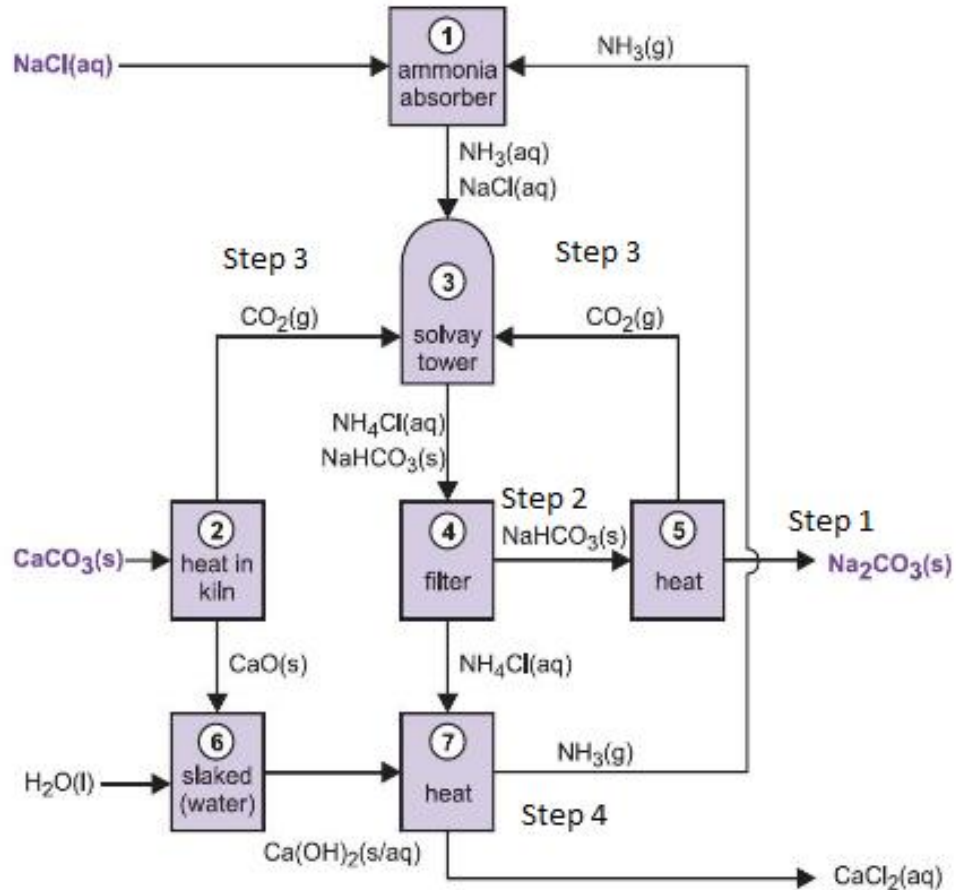 1
ammonia
absorber
NaCl(aq)
NH₃(g)
NH₃(aq)
NaCl(aq)
Step 3
Step 3
3
solvay
tower
CO₂(g)
CO₂(g)
NH₄Cl(aq)
NaHCO₃(s)
Step 2
Step 1
CaCO₃(s)
2
heat in
kiln
4
filter
NaHCO₃(s)
5
heat
Na₂CO₃(s)
CaO(s)
NH₄Cl(aq)
H₂O(l)
6
slaked
(water)
7
heat
NH₃(g)
Step 4
Ca(OH)₂(s/aq)
CaCl₂(aq)